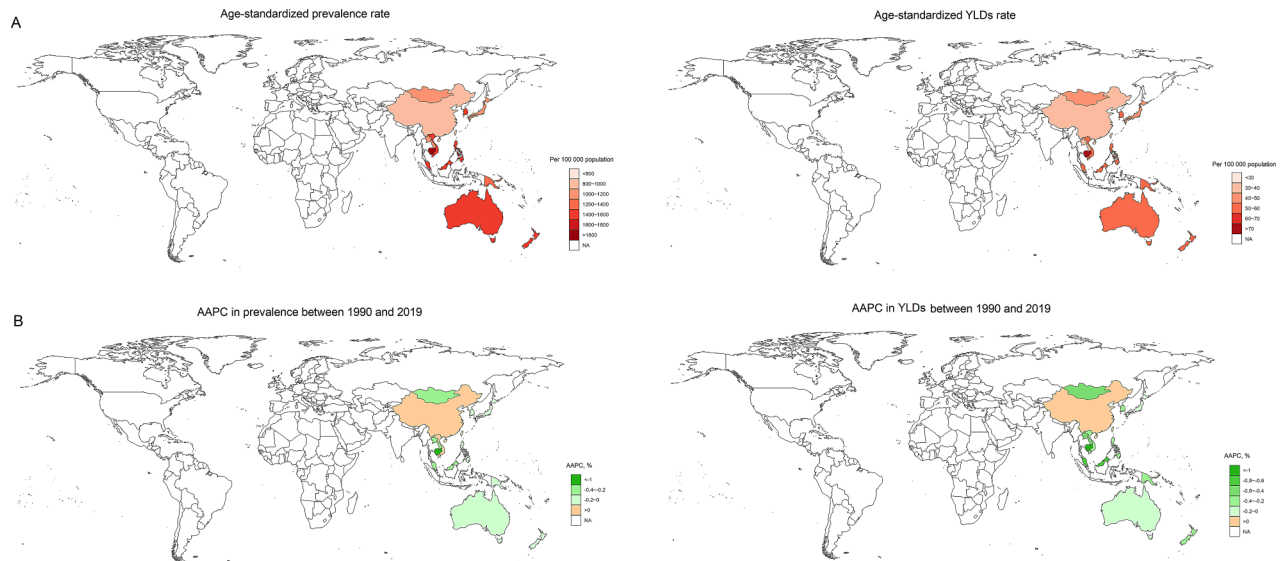 A
Age-standardized prevalence rate
Per 100 000 population
<800
800~1000
1000~1200
1200~1400
1400~1600
1600~1800
>1800
NA
Age-standardized YLDs rate
Per 100 000 population
<30
30~40
40~50
50~60
60~70
>70
NA
B
AAPC in prevalence between 1990 and 2019
AAPC, %
<-1
-0.4~-0.2
-0.2~0
>0
NA
AAPC in YLDs between 1990 and 2019
AAPC, %
<-1
-0.8~-0.6
-0.6~-0.4
-0.4~-0.2
-0.2~0
>0
NA